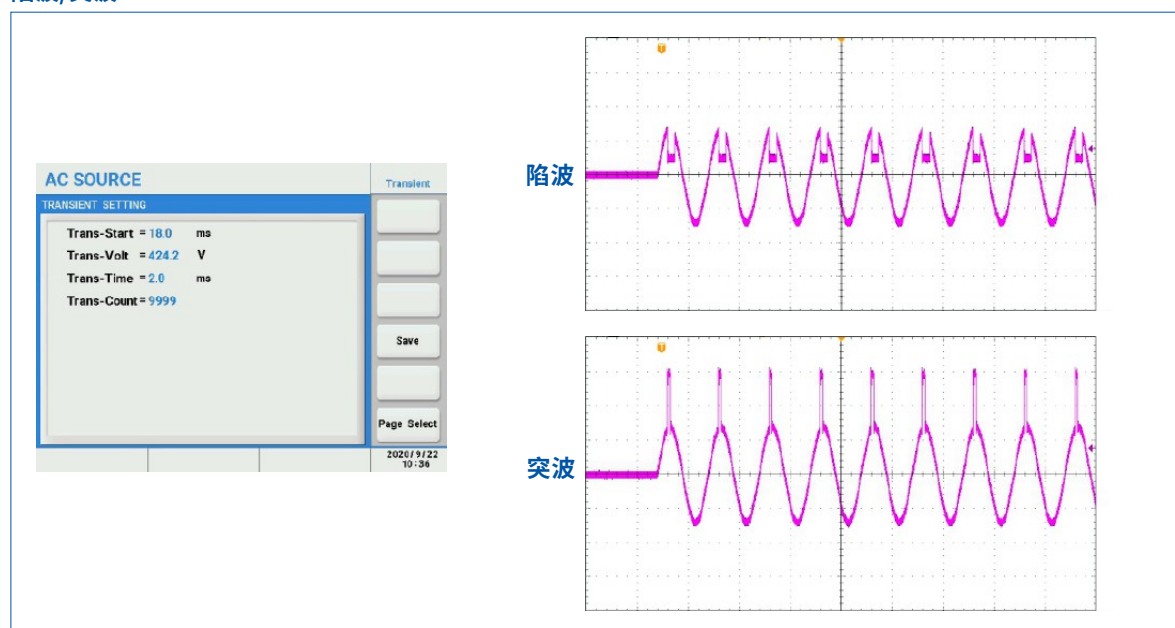 AC SOURCE
Transient
TRANSIENT SETTING
Trans-Start = 18.0 ms
Trans-Volt = 424.2 V
Trans-Time = 2.0 ms
Trans-Count = 9999
Save
Page Select
2020/9/22
10:36
陷波
T
突波
T